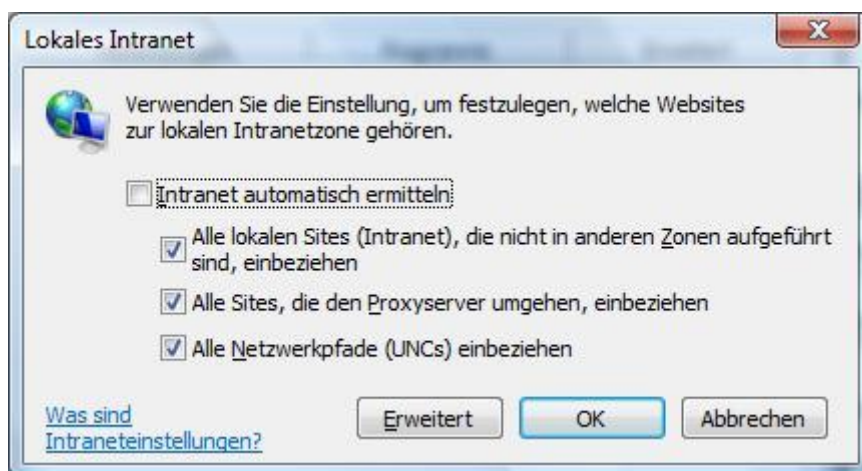 Lokales Intranet
Verwenden Sie die Einstellung, um festzulegen, welche Websites
zur lokalen Intranetzone gehören.
Intranet automatisch ermitteln
Alle lokalen Sites (Intranet), die nicht in anderen Zonen aufgeführt
sind, einbeziehen
Alle Sites, die den Proxyserver umgehen, einbeziehen
Alle Netzwerkpfade (UNCs) einbeziehen
Was sind
Intraneteinstellungen?
Erweitert
OK
Abbrechen